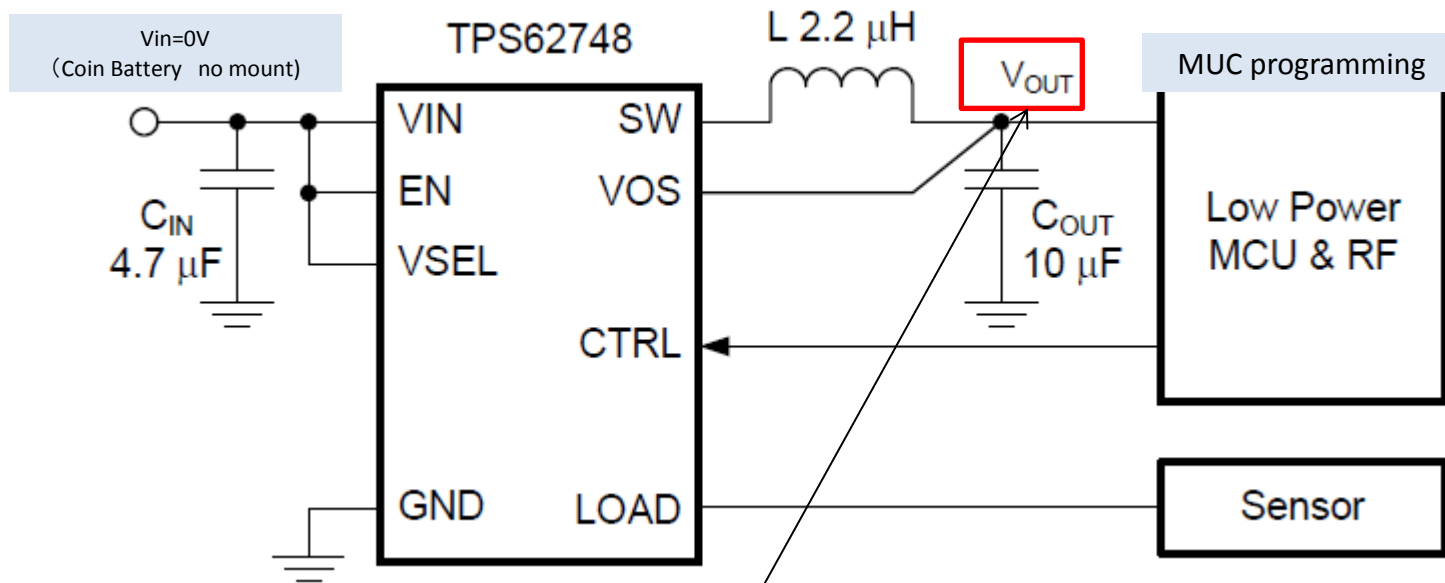 Vin=0V
（Coin Battery no mount)
TPS62748
L 2.2 μH
VOUT
MUC programming
VIN
SW
EN
VOS
VSEL
CIN
4.7 μF
COUT
10 μF
Low Power
MCU & RF
CTRL
GND
LOAD
Sensor